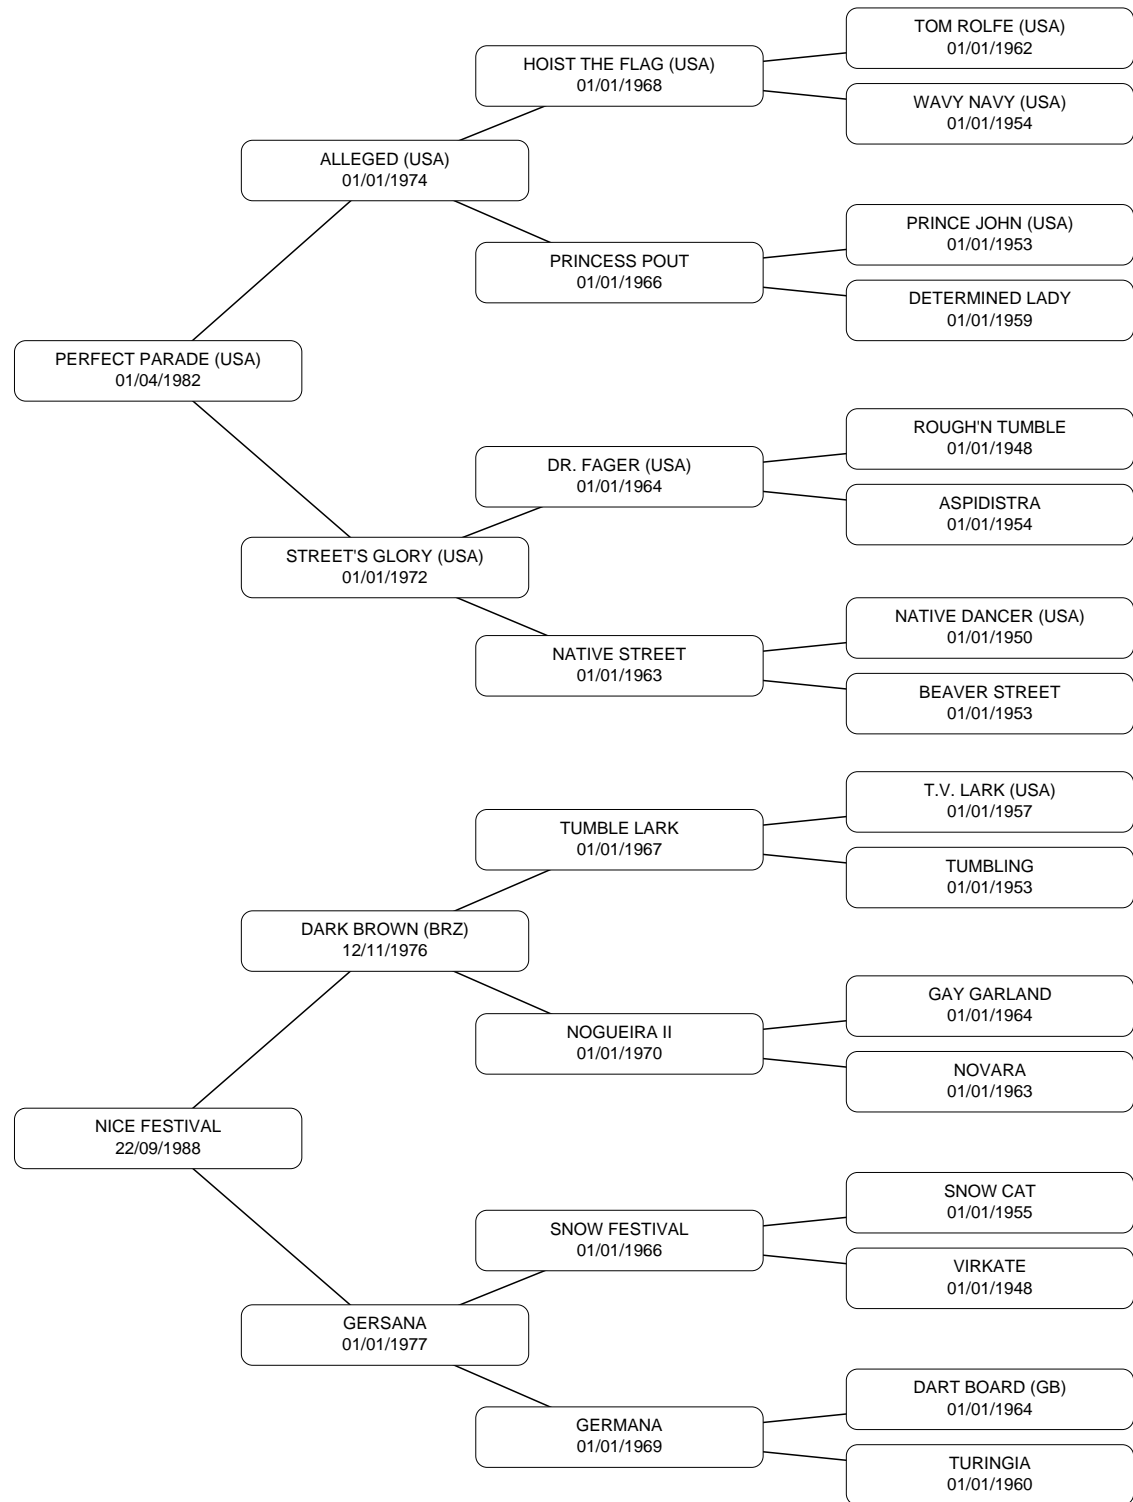 TOM ROLFE (USA)
01/01/1962
HOIST THE FLAG (USA)
01/01/1968
WAVY NAVY (USA)
01/01/1954
ALLEGED (USA)
01/01/1974
PRINCE JOHN (USA)
01/01/1953
PRINCESS POUT
01/01/1966
DETERMINED LADY
01/01/1959
PERFECT PARADE (USA)
01/04/1982
ROUGH'N TUMBLE
01/01/1948
DR. FAGER (USA)
01/01/1964
ASPIDISTRA
01/01/1954
STREET'S GLORY (USA)
01/01/1972
NATIVE DANCER (USA)
01/01/1950
NATIVE STREET
01/01/1963
BEAVER STREET
01/01/1953
T.V. LARK (USA)
01/01/1957
TUMBLE LARK
01/01/1967
TUMBLING
01/01/1953
DARK BROWN (BRZ)
12/11/1976
GAY GARLAND
01/01/1964
NOGUEIRA II
01/01/1970
NOVARA
01/01/1963
NICE FESTIVAL
22/09/1988
SNOW CAT
01/01/1955
SNOW FESTIVAL
01/01/1966
VIRKATE
01/01/1948
GERSANA
01/01/1977
DART BOARD (GB)
01/01/1964
GERMANA
01/01/1969
TURINGIA
01/01/1960